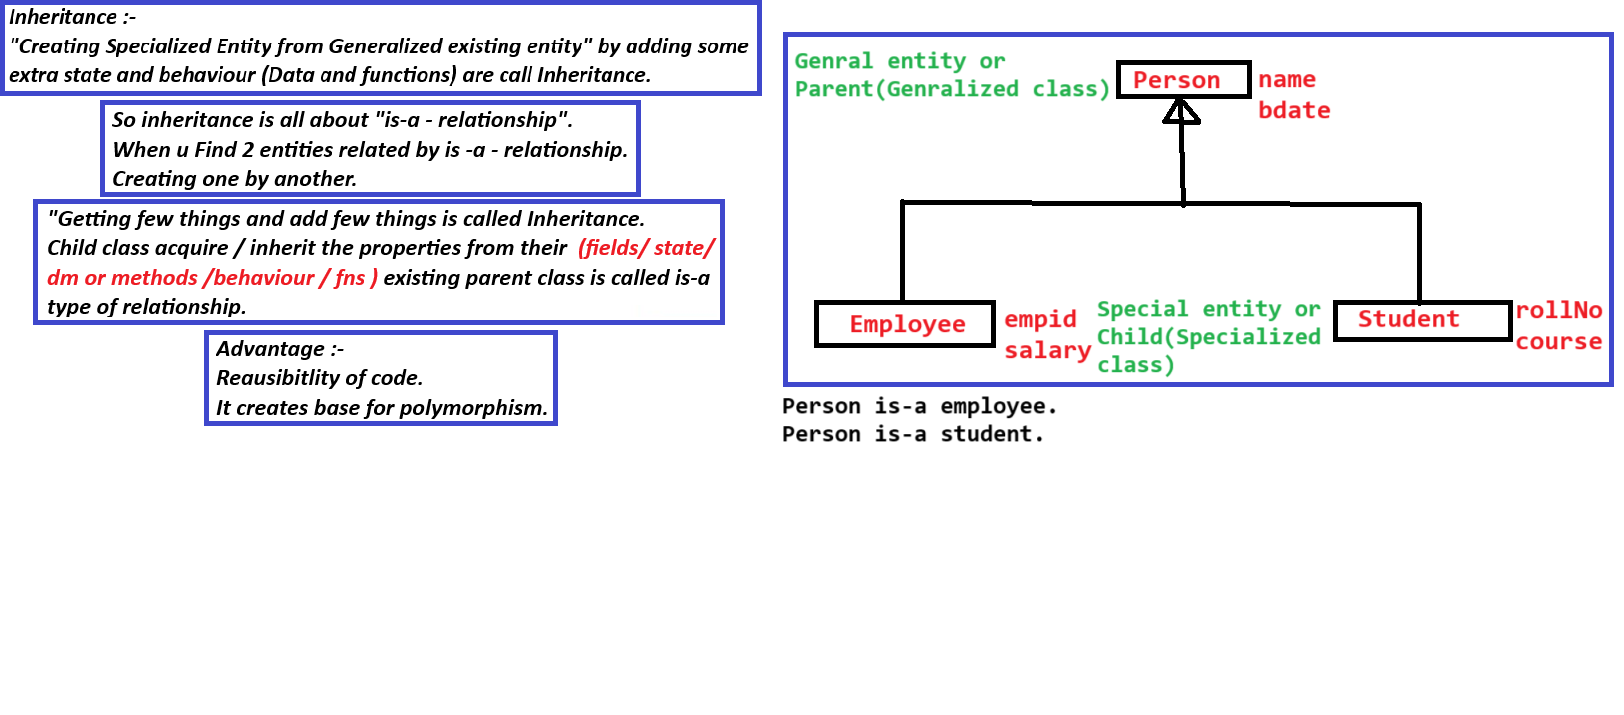 Inheritance :-
"Creating Specialized Entity from Generalized existing entity" by adding some
extra state and behaviour (Data and functions) are call Inheritance.
So inheritance is all about "is-a - relationship".
When u Find 2 entities related by is -a - relationship.
Creating one by another.
"Getting few things and add few things is called Inheritance.
Child class acquire / inherit the properties from their (fields/ state/
dm or methods /behaviour / fns ) existing parent class is called is-a
type of relationship.
Advantage :-
Reausibitlity of code.
It creates base for polymorphism.
Genral entity or
Parent(Genralized class)
Person
name
bdate
Employee
empid
salary
Special entity or
Child(Specialized
class)
Student
rollNo
course
Person is-a employee.
Person is-a student.